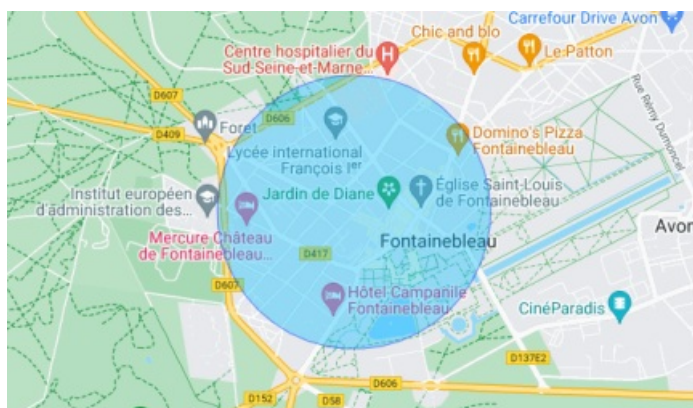 Carrefour Drive Avon
Chic and blo
Le Patton
Centre hospitalier du
Sud-Seine-et-Marne...
D607
D606
D409
Foret
Rue Rémy Dumoncel
Lycée international
François Ier
Domino's Pizza
Fontainebleau
Institut européen
d'administration des...
Jardin de Diane
Église Saint-Louis
de Fontainebleau
Mercure Château
de Fontainebleau...
Fontainebleau
Avon
D417
D607
Hôtel Campanile
Fontainebleau
CinéParadis
D137E2
D606
D152
D58